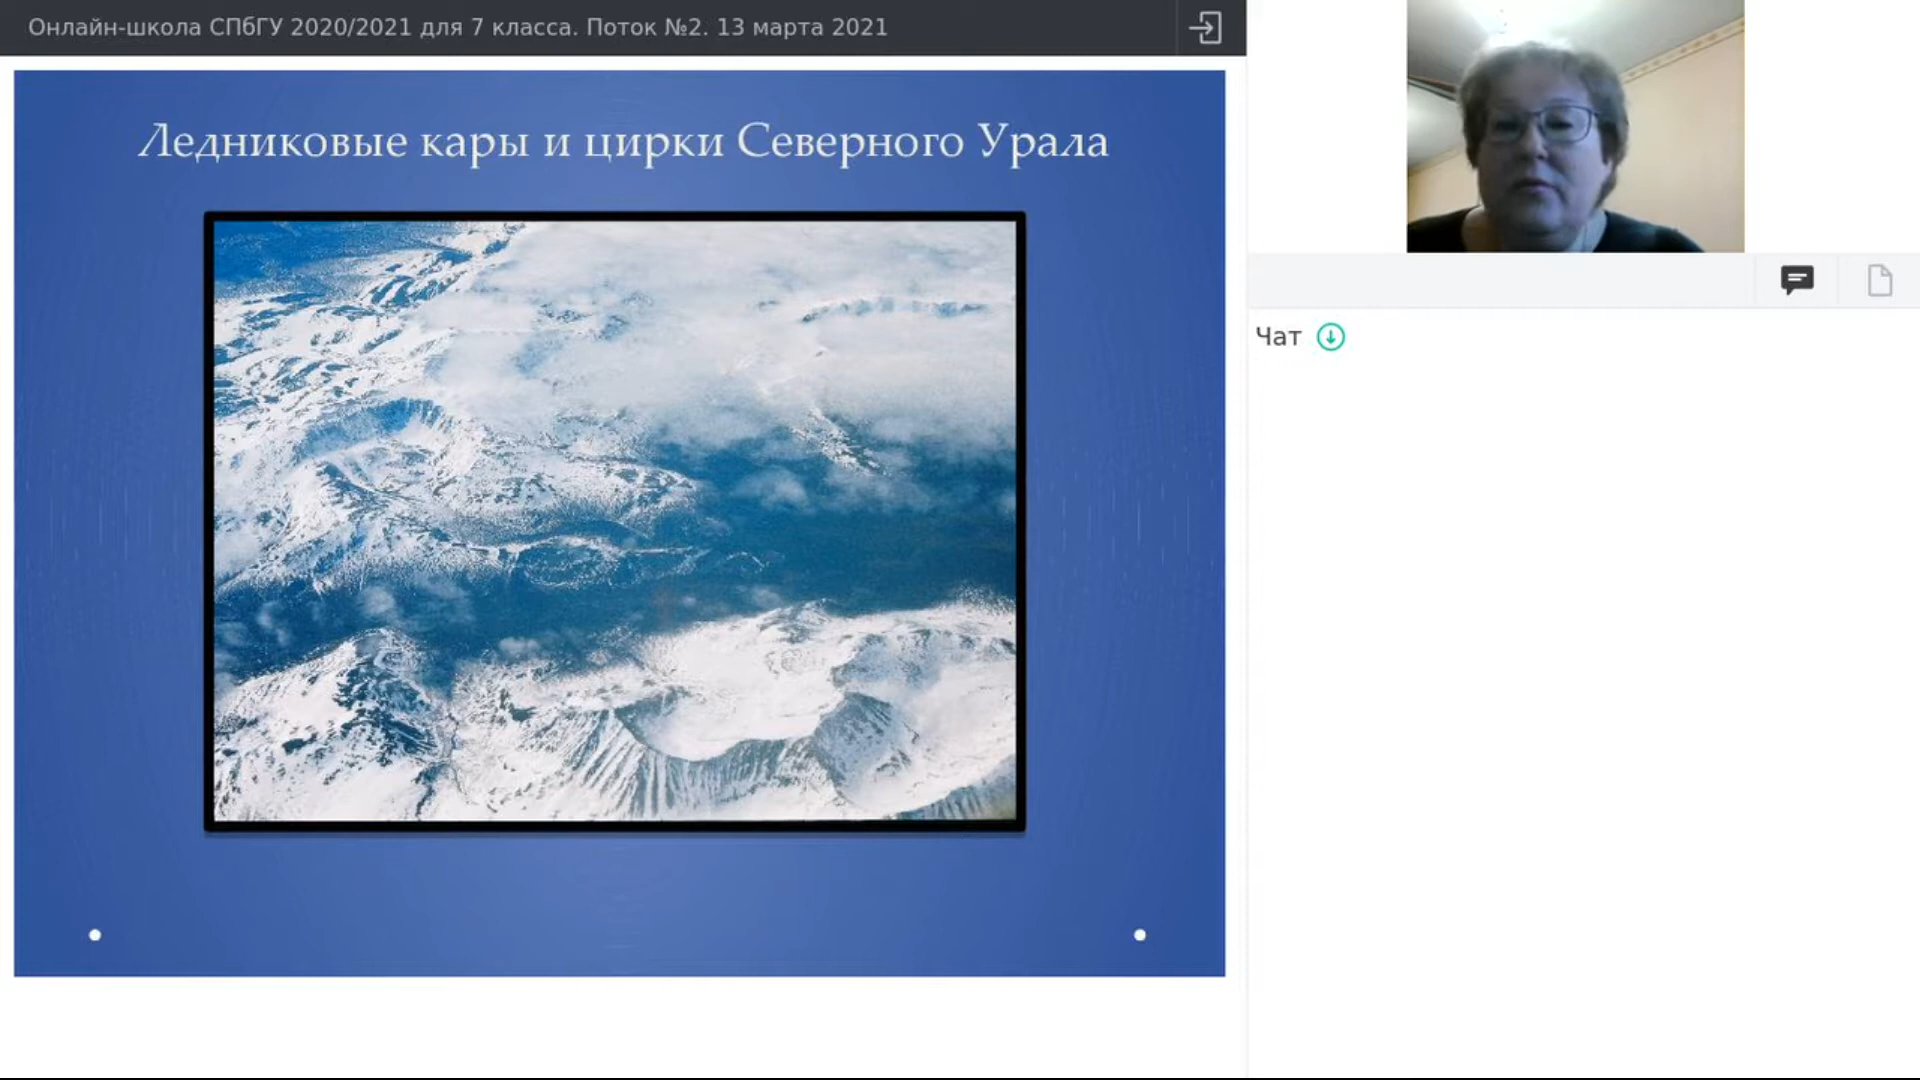 Онлайн-школа СПбГУ 2020/2021 для 7 класса. Поток №2. 13 марта 2021
Ледниковые кары и цирки Северного Урала
Чат